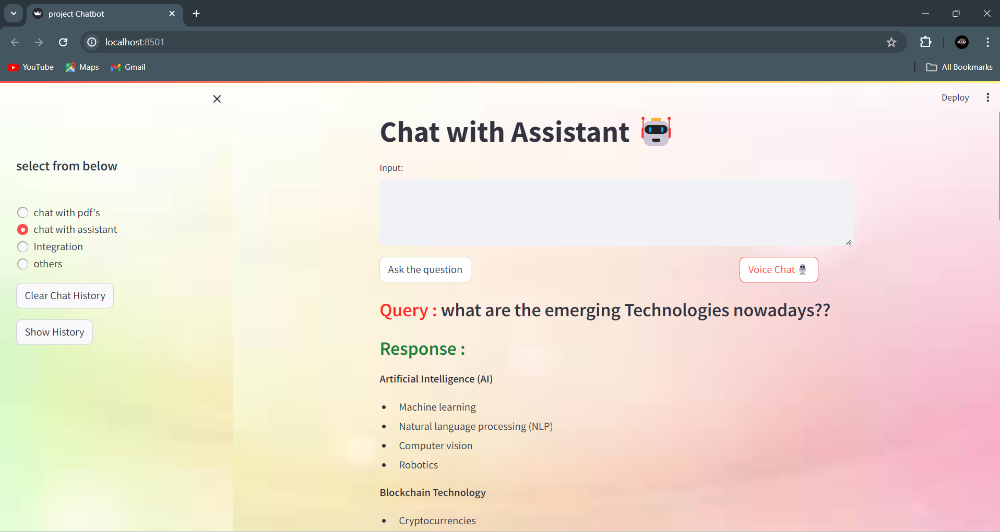 project Chatbot
localhost:8501
YouTube
Maps
Gmail
All Bookmarks
Deploy
select from below
chat with pdf's
chat with assistant
Integration
others
Clear Chat History
Show History
Chat with Assistant
Input:
Ask the question
Voice Chat
Query : what are the emerging Technologies nowadays??
Response :
Artificial Intelligence (AI)
• Machine learning
• Natural language processing (NLP)
• Computer vision
• Robotics
Blockchain Technology
• Cryptocurrencies